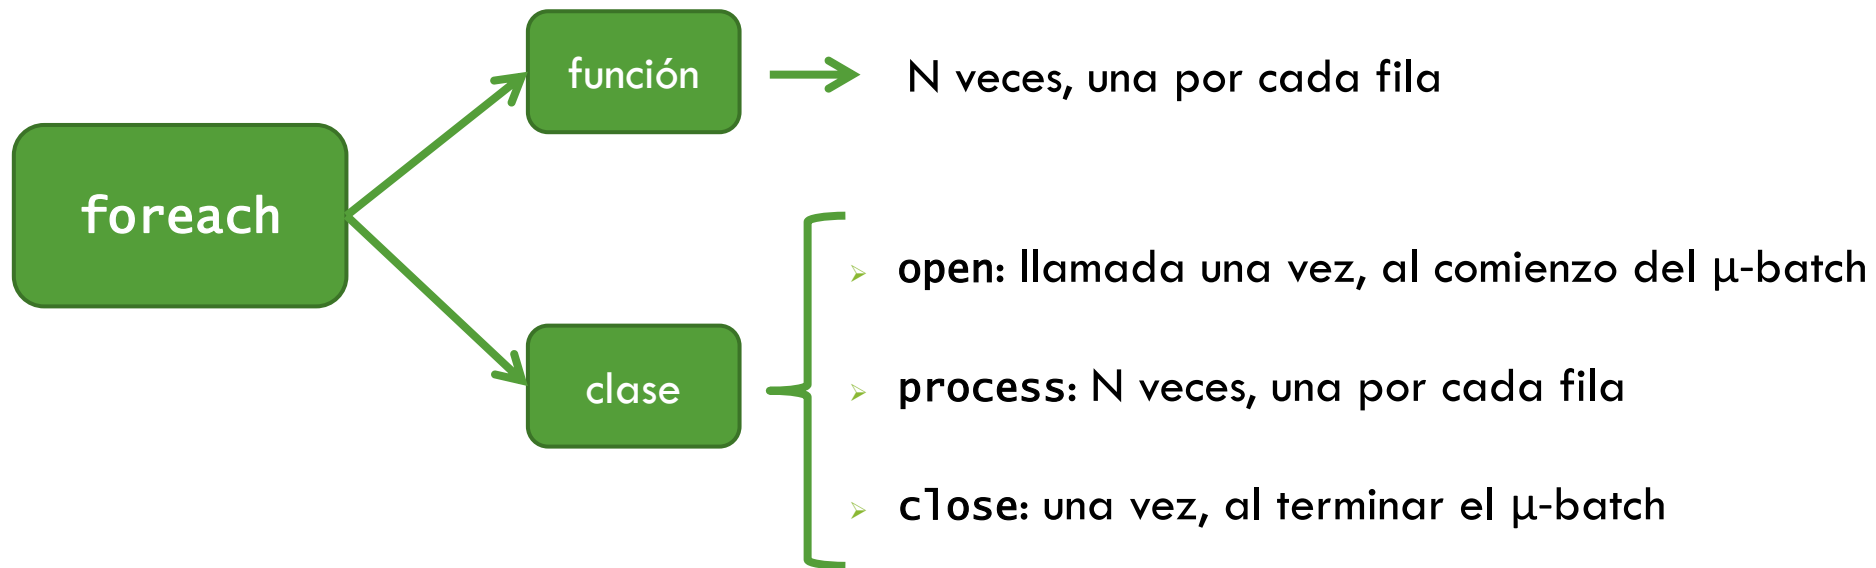 foreach
función
N veces, una por cada fila
clase
open: llamada una vez, al comienzo del μ-batch
process: N veces, una por cada fila
close: una vez, al terminar el μ-batch